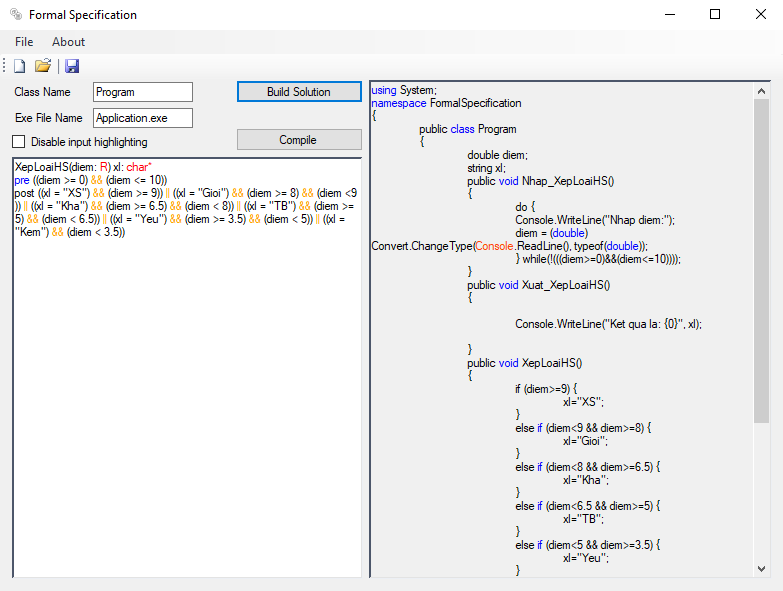 Formal Specification
File About
Class Name Program Build Solution
Exe File Name Application.exe
Disable input highlighting Compile
XepLoaiHS(diem: R) xl: char*
pre ((diem >= 0) && (diem <= 10))
post ((xl = "XS") && (diem >= 9)) || ((xl = "Gioi") && (diem >= 8) && (diem <9
)) || ((xl = "Kha") && (diem >= 6.5) && (diem < 8)) || ((xl = "TB") && (diem >=
5) && (diem < 6.5)) || ((xl = "Yeu") && (diem >= 3.5) && (diem < 5)) || ((xl =
"Kem") && (diem < 3.5))
using System;
namespace FormalSpecification
{
public class Program
{
double diem;
string xl;
public void Nhap_XepLoaiHS()
{
do {
Console.WriteLine("Nhap diem:");
diem = (double)
Convert.ChangeType(Console.ReadLine(), typeof(double));
} while(!(((diem>=0)&&(diem<=10))));
}
public void Xuat_XepLoaiHS()
{
Console.WriteLine("Ket qua la: {0}", xl);
}
public void XepLoaiHS()
{
if (diem>=9) {
xl="XS";
}
else if (diem<9 && diem>=8) {
xl="Gioi";
}
else if (diem<8 && diem>=6.5) {
xl="Kha";
}
else if (diem<6.5 && diem>=5) {
xl="TB";
}
else if (diem<5 && diem>=3.5) {
xl="Yeu";
}